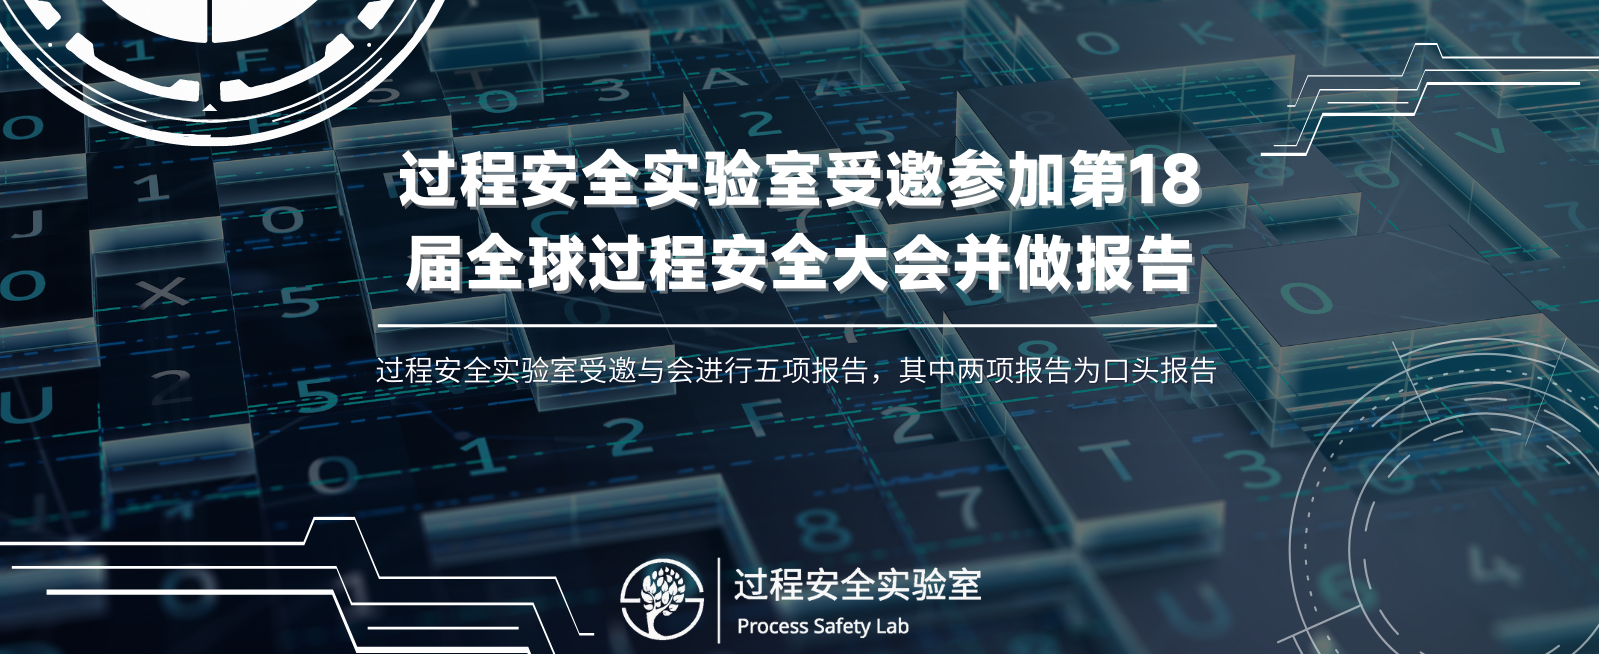 过程安全实验室受邀参加第18
届全球过程安全大会并做报告
过程安全实验室受邀与会进行五项报告，其中两项报告为口头报告
过程安全实验室
Process Safety Lab